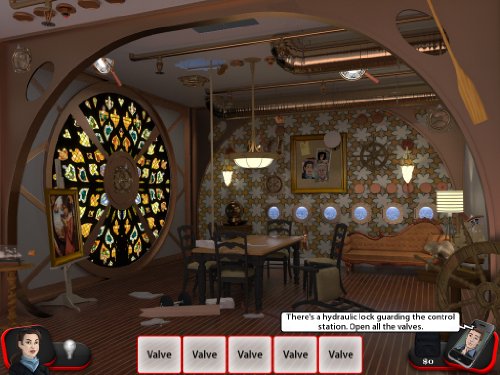 There's a hydraulic lock guarding the control
station. Open all the valves.
Valve Valve Valve Valve Valve
$0